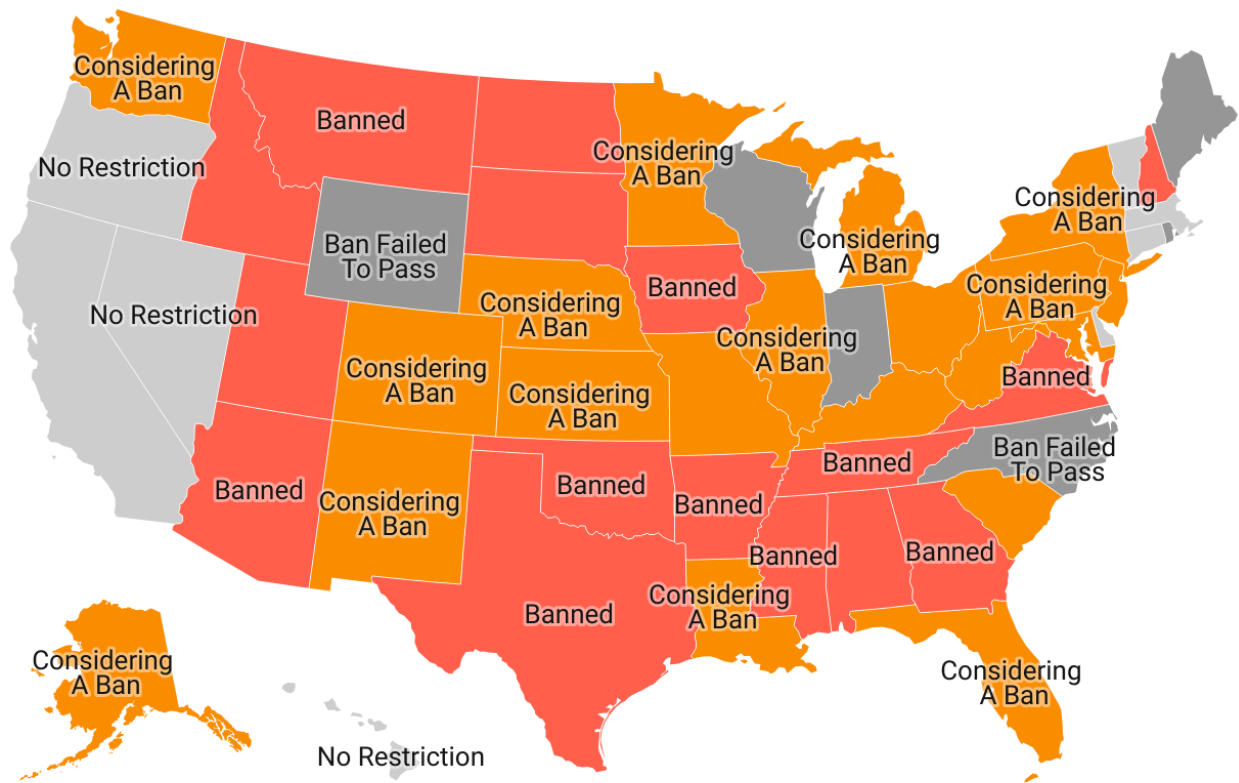 Considering
A Ban
Banned
No Restriction
Considering
A Ban
Considering
A Ban
Ban Failed
To Pass
Considering
A Ban
Banned
Considering
A Ban
Considering
A Ban
No Restriction
Considering
A Ban
Considering
A Ban
Banned
Considering
A Ban
Banned
Ban Failed
To Pass
Banned
Banned
Considering
A Ban
Banned
Banned
Banned
Banned
Considering
A Ban
Banned
Considering
A Ban
Considering
A Ban
No Restriction